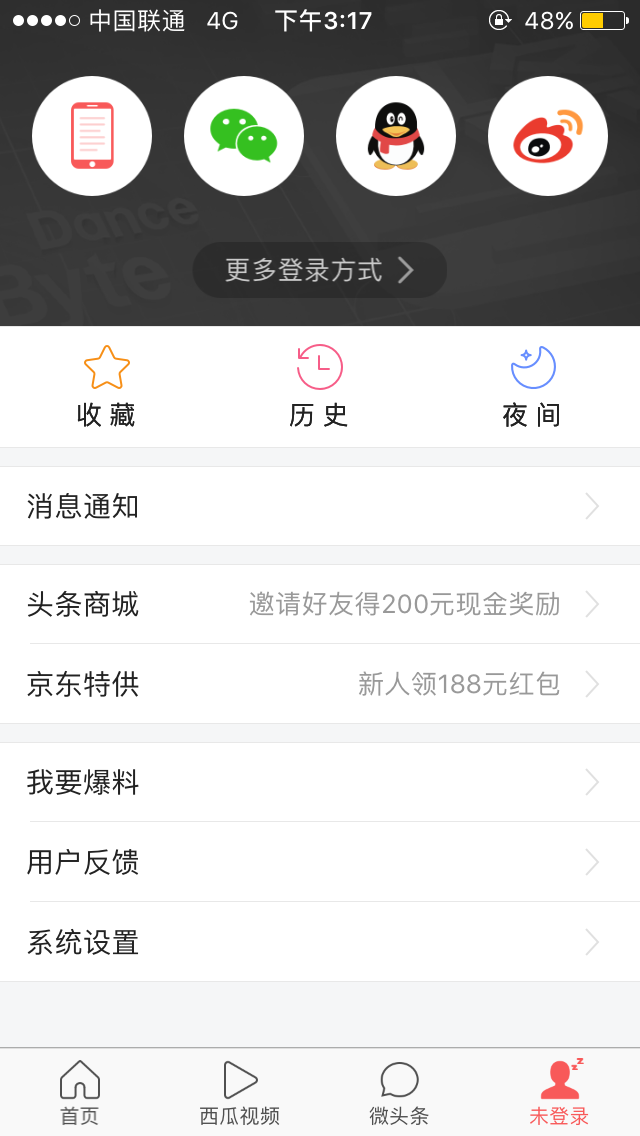 中国联通 4G 下午3:17 48%
Dance
Byte
更多登录方式
收藏 历史 夜间
消息通知
头条商城 邀请好友得200元现金奖励
京东特供 新人领188元红包
我要爆料
用户反馈
系统设置
首页 西瓜视频 微头条 未登录